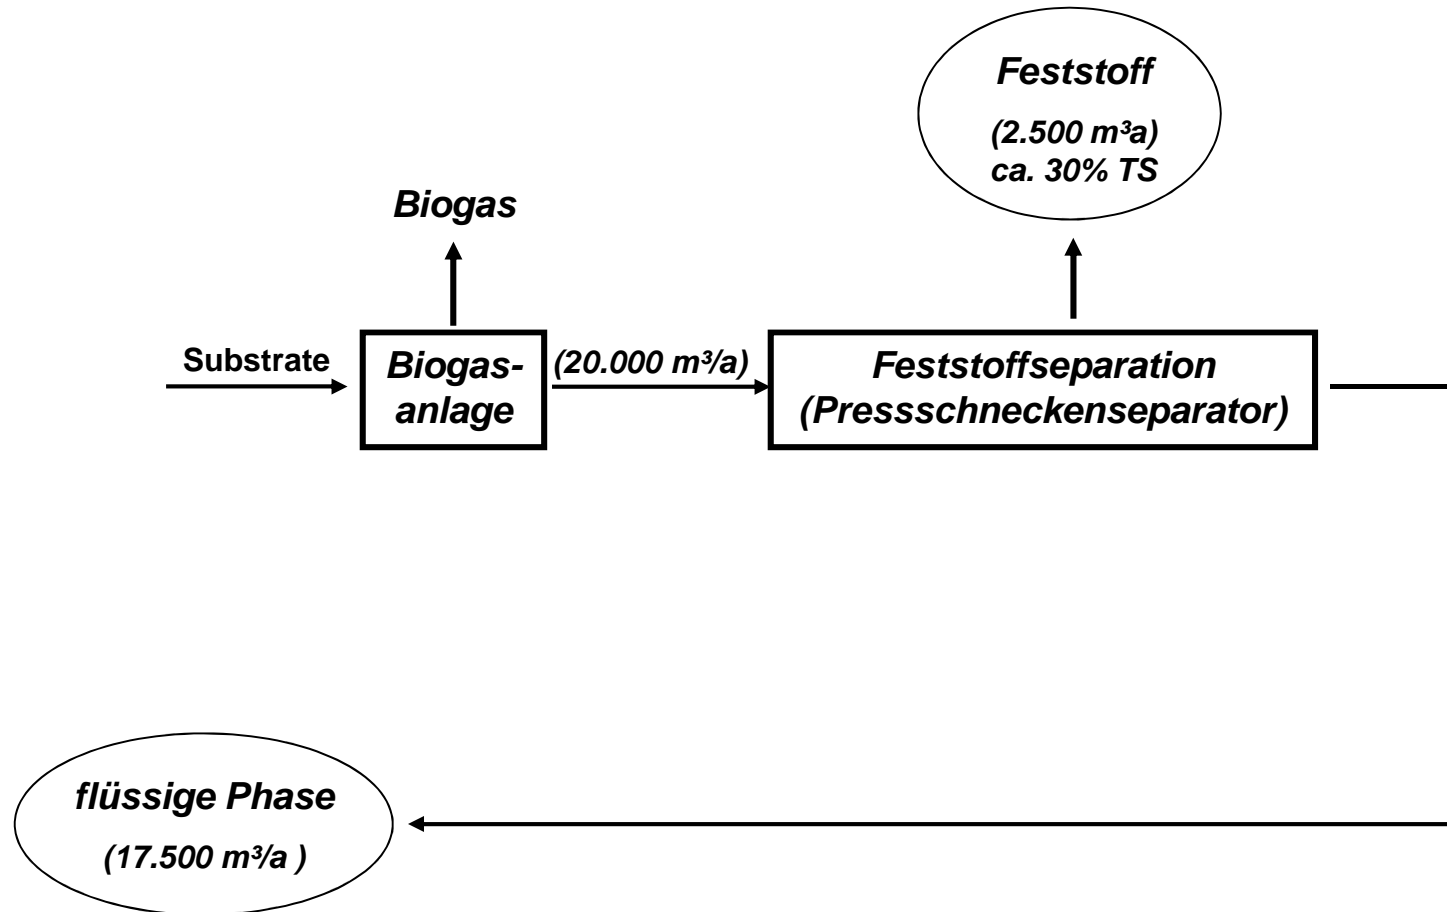 Feststoff
(2.500 m³a)
ca. 30% TS
Biogas
Substrate
Biogas-
anlage
(20.000 m³/a)
Feststoffseparation
(Pressschneckenseparator)
flüssige Phase
(17.500 m³/a )